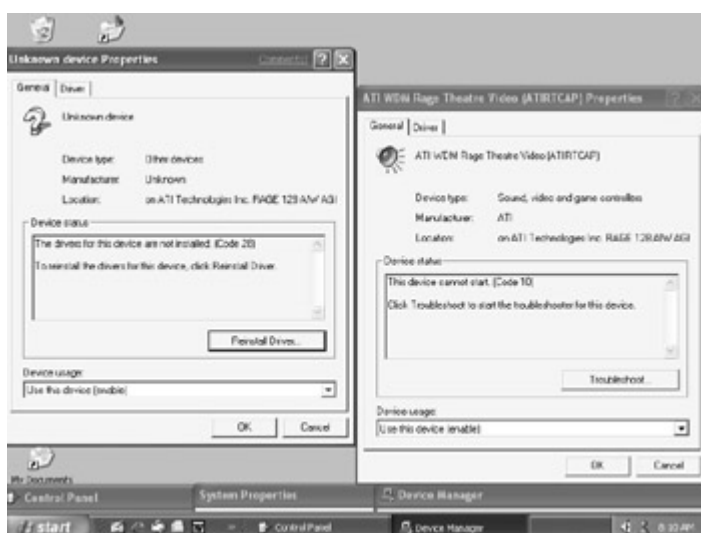 Unknown device Properties
General
Driver
Unknown device
Device type: Other devices
Manufacturer: Unknown
Location: on ATI Technologies Inc. RAGE 128 A/W AGI
Device status
The drivers for this device are not installed. (Code 28)
To reinstall the drivers for this device, click Reinstall Driver.
Reinstall Driver...
Device usage:
Use this device (enable)
OK
Cancel
ATI WDM Rage Theatre Video (ATIRTCAP) Properties
General
Driver
ATI WDM Rage Theatre Video (ATIRTCAP)
Device type: Sound, video and game controllers
Manufacturer: ATI
Location: on ATI Technologies Inc. RAGE 128 A/W AGI
Device status
This device cannot start. (Code 10)
Click Troubleshoot to start the troubleshooter for this device.
Troubleshoot...
Device usage:
Use this device (enable)
OK
Cancel
My Documents
Control Panel
System Properties
Device Manager
start
Control Panel
Device Manager